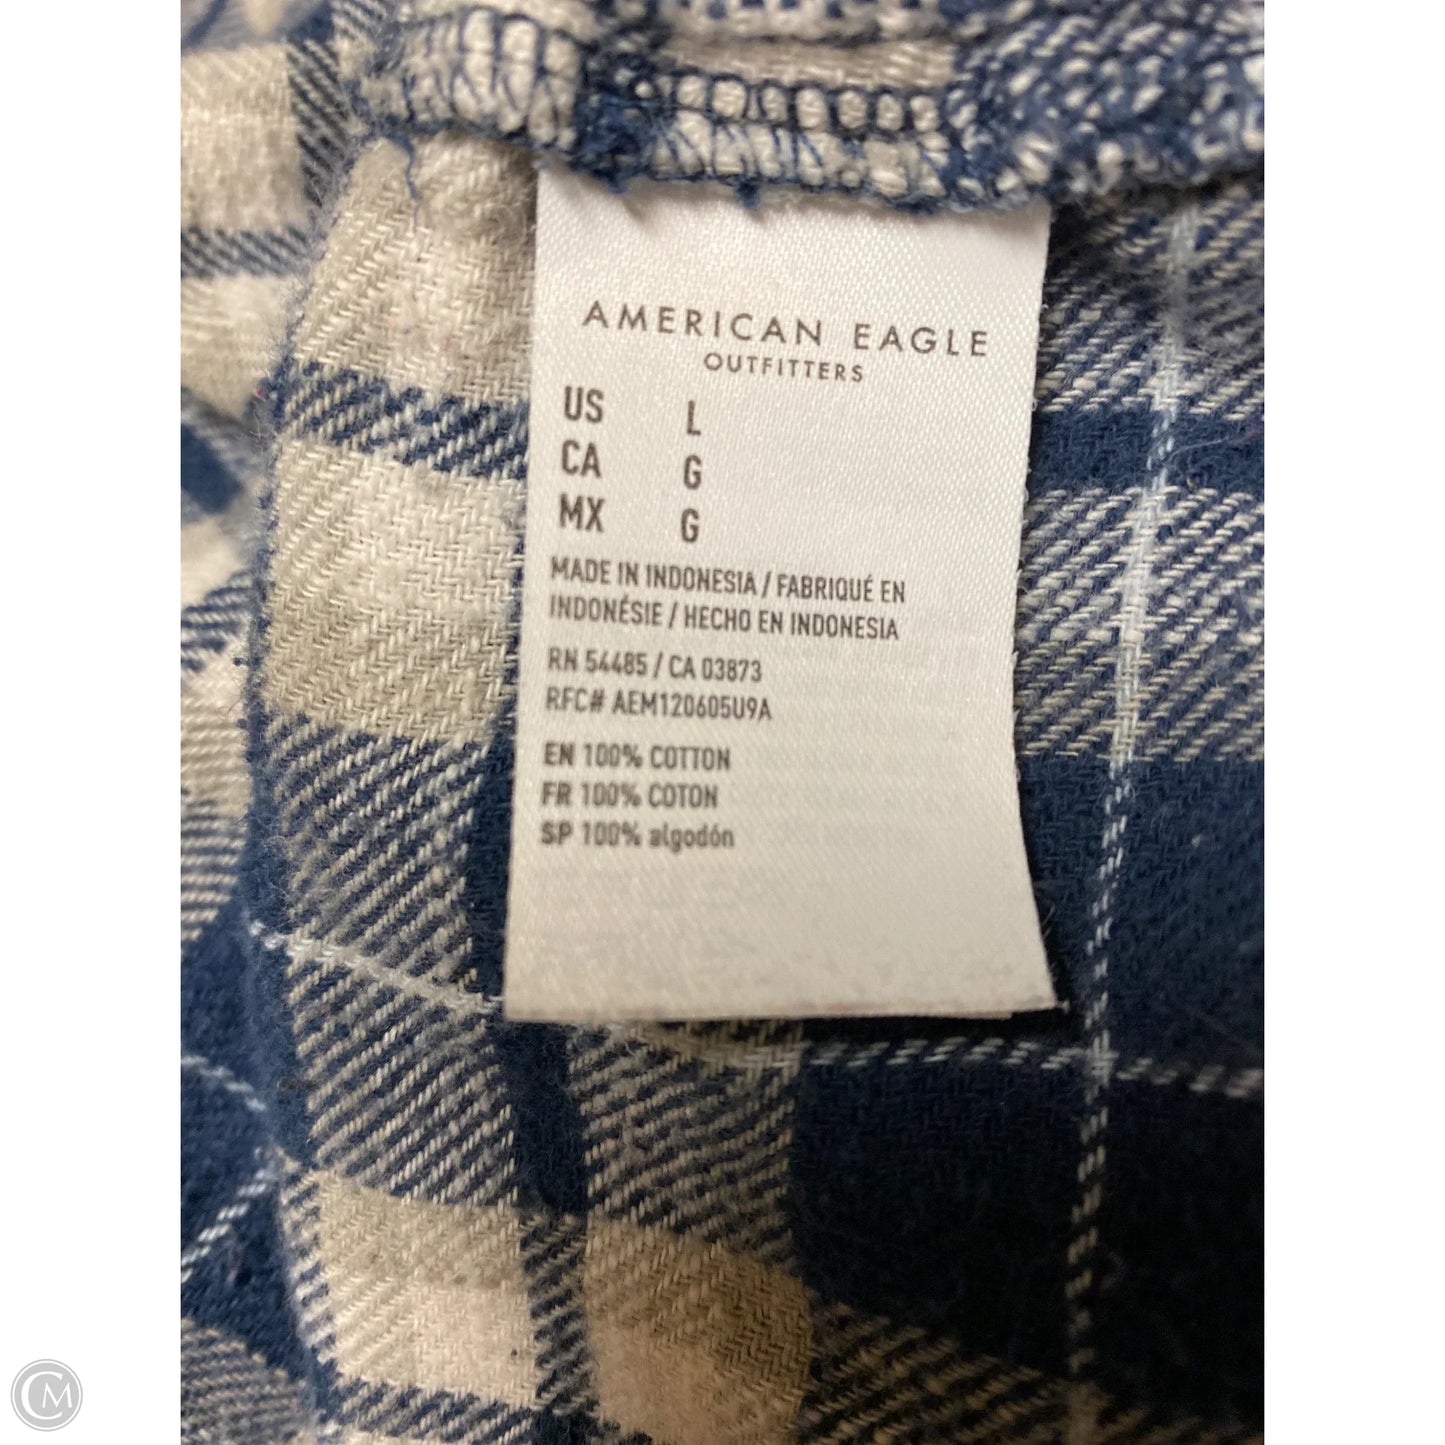 AMERICAN EAGLE
OUTFITTERS
US L
CA G
MX G
MADE IN INDONESIA / FABRIQUÉ EN
INDONÉSIE / HECHO EN INDONESIA
RN 54485 / CA 03873
RFC# AEM120605U9A
EN 100% COTTON
FR 100% COTON
SP 100% algodón
CM